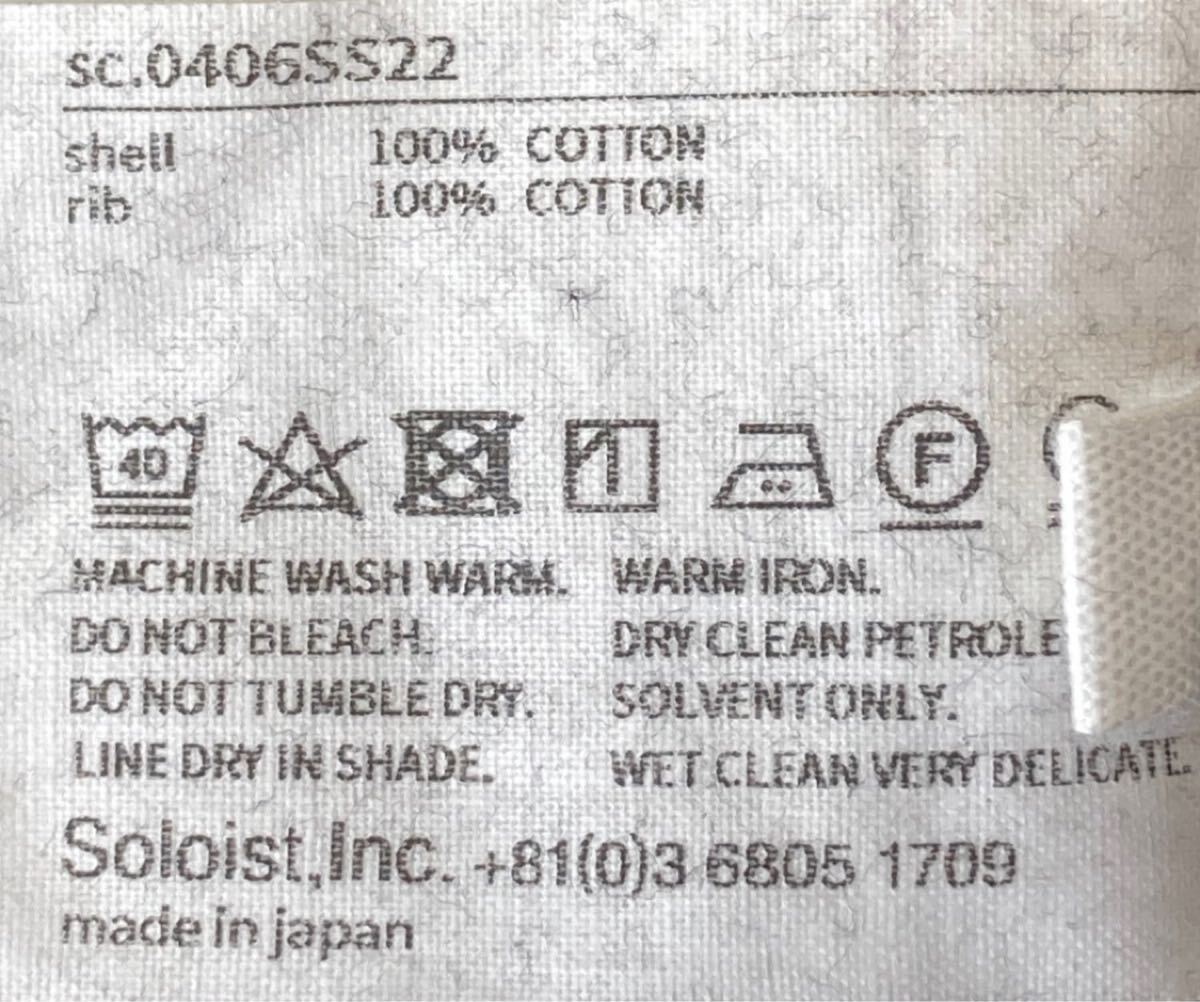 sc.0406SS22
shell 100% COTTON
rib 100% COTTON
40 F
MACHINE WASH WARM. WARM IRON.
DO NOT BLEACH. DRY CLEAN PETROLE
DO NOT TUMBLE DRY. SOLVENT ONLY.
LINE DRY IN SHADE. WET CLEAN VERY DELICATE.
Soloist,Inc. +81(0)3 6805 1709
made in japan